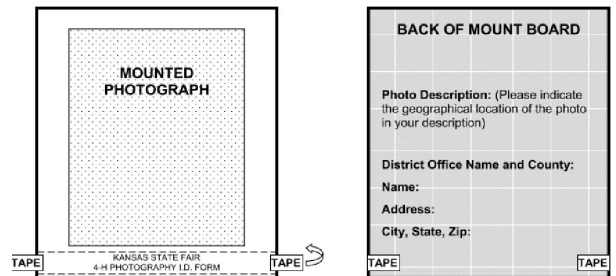 MOUNTED
PHOTOGRAPH
TAPE
KANSAS STATE FAIR
4-H PHOTOGRAPHY I.D. FORM
TAPE
BACK OF MOUNT BOARD
Photo Description: (Please indicate
the geographical location of the photo
in your description)
District Office Name and County:
Name:
Address:
City, State, Zip:
TAPE
TAPE